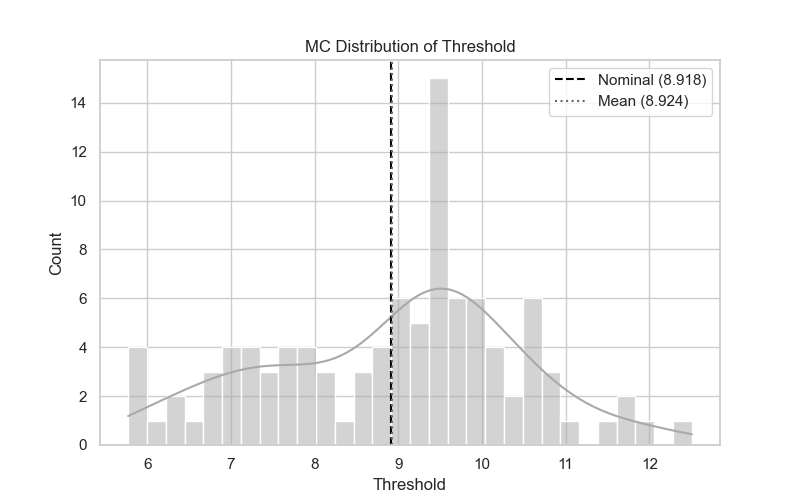 MC Distribution of Threshold
Nominal (8.918)
Mean (8.924)
14
12
10
8
6
4
2
0
Count
6 7 8 9 10 11 12
Threshold